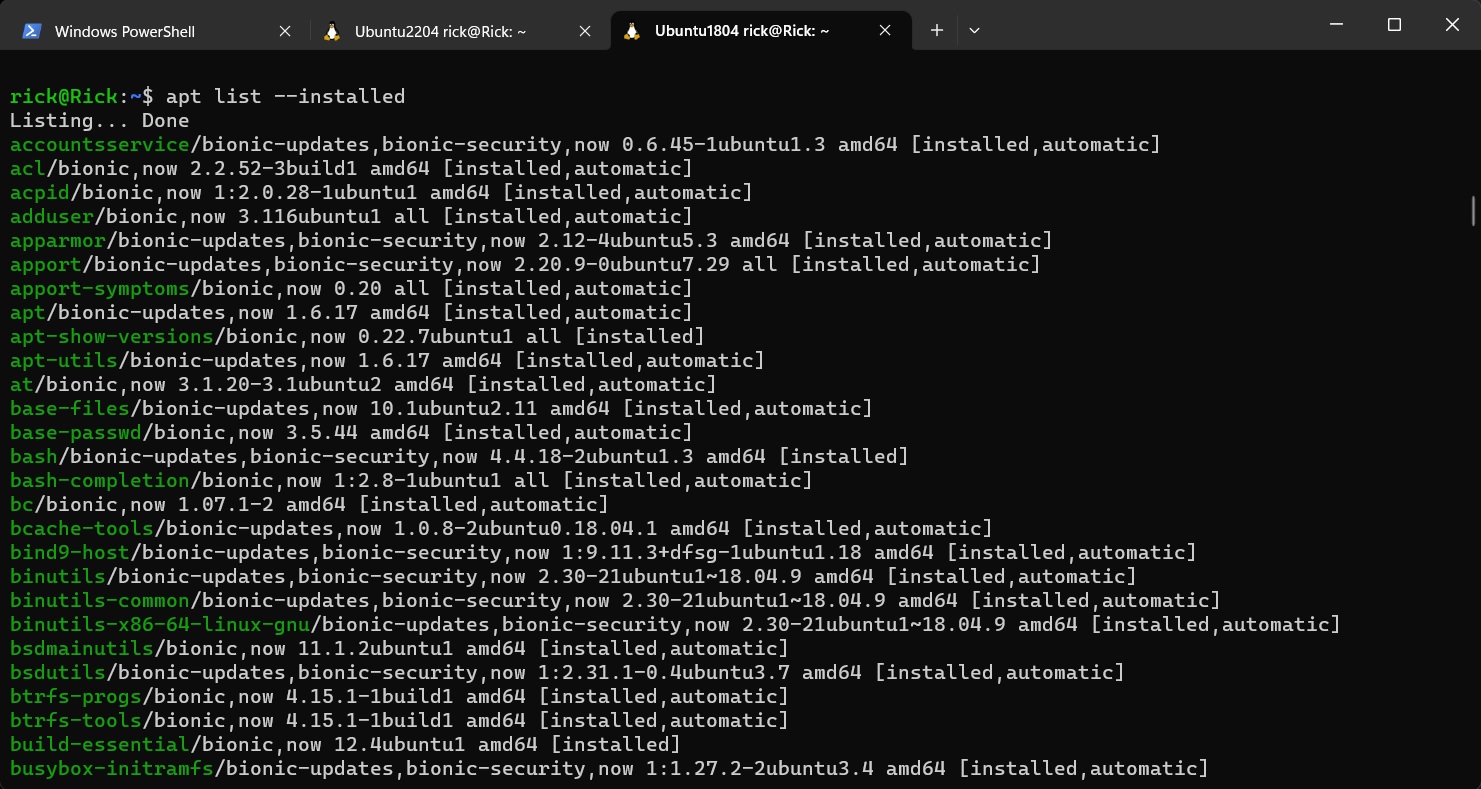 Windows PowerShell
Ubuntu2204 rick@Rick: ~
Ubuntu1804 rick@Rick: ~
rick@Rick:~$ apt list --installed
Listing... Done
accountsservice/bionic-updates,bionic-security,now 0.6.45-1ubuntu1.3 amd64 [installed,automatic]
acl/bionic,now 2.2.52-3build1 amd64 [installed,automatic]
acpid/bionic,now 1:2.0.28-1ubuntu1 amd64 [installed,automatic]
adduser/bionic,now 3.116ubuntu1 all [installed,automatic]
apparmor/bionic-updates,bionic-security,now 2.12-4ubuntu5.3 amd64 [installed,automatic]
apport/bionic-updates,bionic-security,now 2.20.9-0ubuntu7.29 all [installed,automatic]
apport-symptoms/bionic,now 0.20 all [installed,automatic]
apt/bionic-updates,now 1.6.17 amd64 [installed,automatic]
apt-show-versions/bionic,now 0.22.7ubuntu1 all [installed]
apt-utils/bionic-updates,now 1.6.17 amd64 [installed,automatic]
at/bionic,now 3.1.20-3.1ubuntu2 amd64 [installed,automatic]
base-files/bionic-updates,now 10.1ubuntu2.11 amd64 [installed,automatic]
base-passwd/bionic,now 3.5.44 amd64 [installed,automatic]
bash/bionic-updates,bionic-security,now 4.4.18-2ubuntu1.3 amd64 [installed]
bash-completion/bionic,now 1:2.8-1ubuntu1 all [installed,automatic]
bc/bionic,now 1.07.1-2 amd64 [installed,automatic]
bcache-tools/bionic-updates,now 1.0.8-2ubuntu0.18.04.1 amd64 [installed,automatic]
bind9-host/bionic-updates,bionic-security,now 1:9.11.3+dfsg-1ubuntu1.18 amd64 [installed,automatic]
binutils/bionic-updates,bionic-security,now 2.30-21ubuntu1~18.04.9 amd64 [installed,automatic]
binutils-common/bionic-updates,bionic-security,now 2.30-21ubuntu1~18.04.9 amd64 [installed,automatic]
binutils-x86-64-linux-gnu/bionic-updates,bionic-security,now 2.30-21ubuntu1~18.04.9 amd64 [installed,automatic]
bsdmainutils/bionic,now 11.1.2ubuntu1 amd64 [installed,automatic]
bsdutils/bionic-updates,bionic-security,now 1:2.31.1-0.4ubuntu3.7 amd64 [installed,automatic]
btrfs-progs/bionic,now 4.15.1-1build1 amd64 [installed,automatic]
btrfs-tools/bionic,now 4.15.1-1build1 amd64 [installed,automatic]
build-essential/bionic,now 12.4ubuntu1 amd64 [installed]
busybox-initramfs/bionic-updates,bionic-security,now 1:1.27.2-2ubuntu3.4 amd64 [installed,automatic]